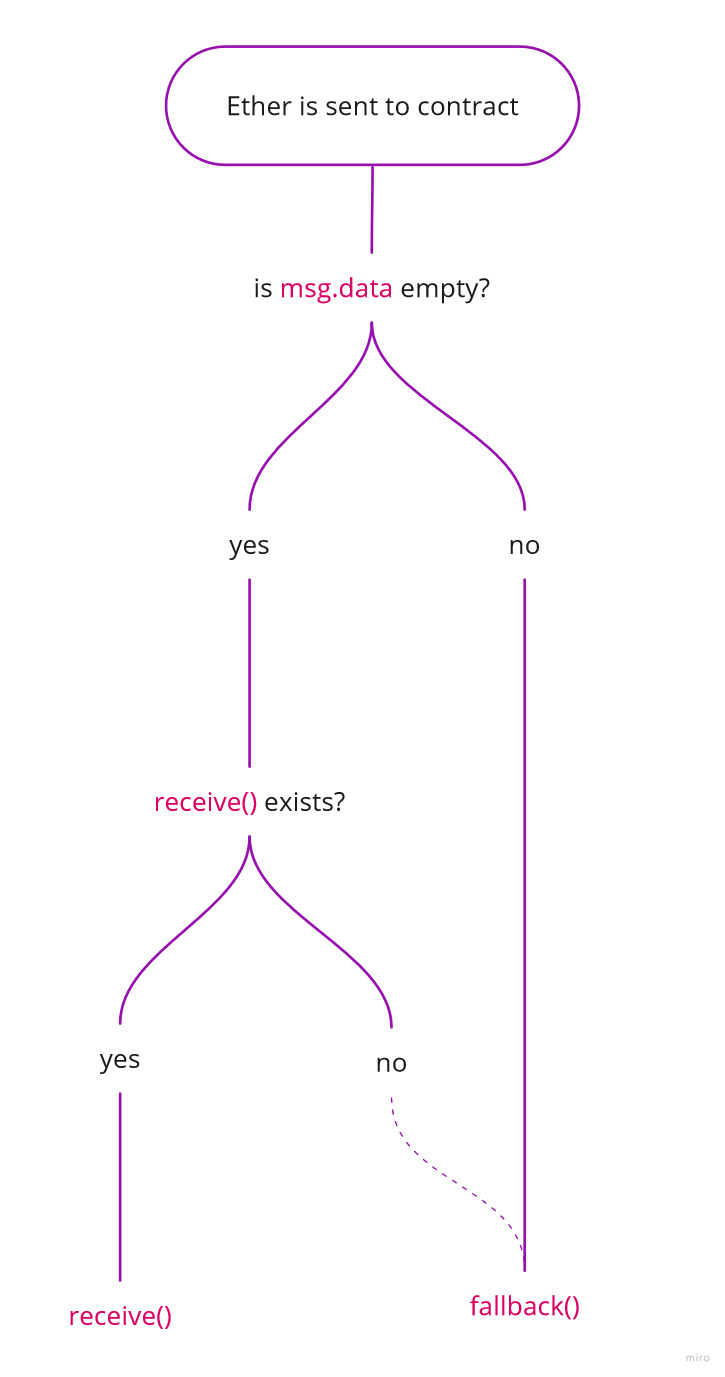 Ether is sent to contract
is msg.data empty?
yes
no
receive() exists?
yes
no
receive()
fallback()
miro